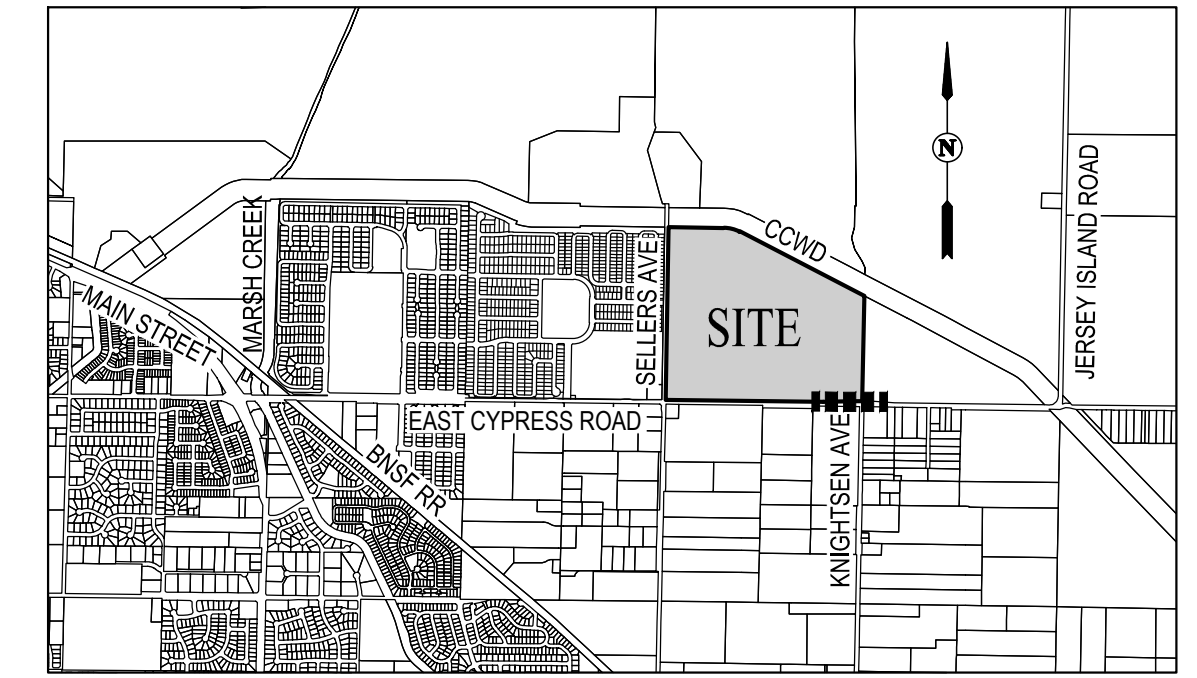 N
JERSEY ISLAND ROAD
CCWD
MARSH CREEK
SELLERS AVE
MAIN STREET
SITE
EAST CYPRESS ROAD
BNSF RR
KNIGHTSEN AVE